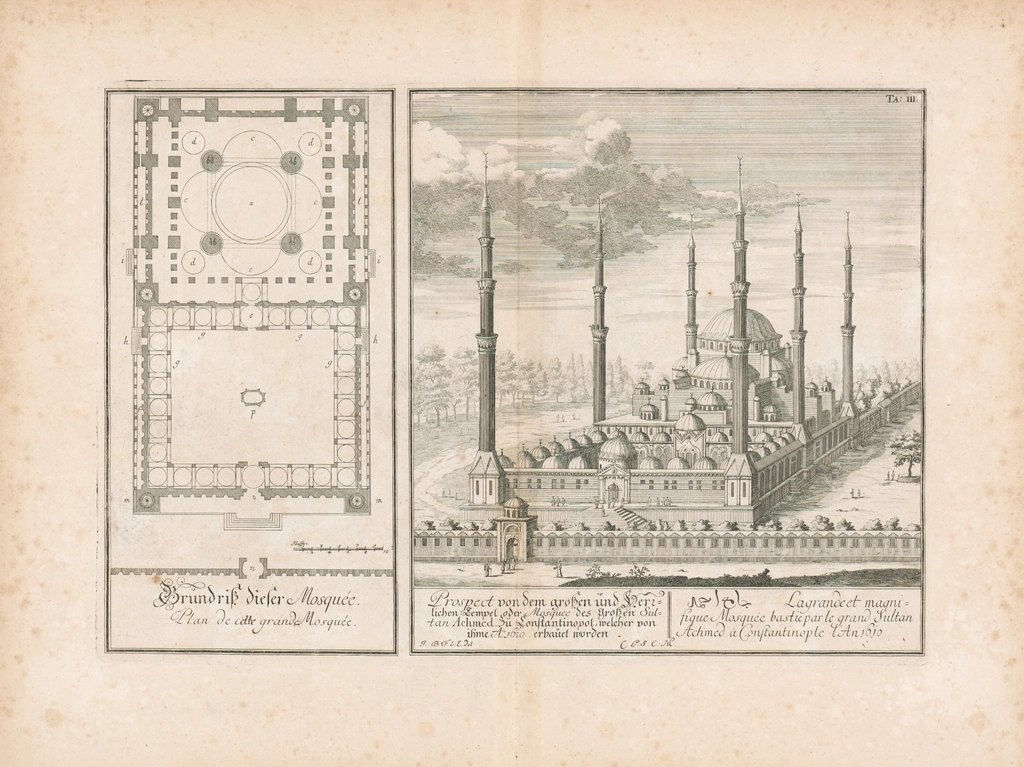 a
c
c
c
c
d
d
d
d
l
l
i
i
h
h
e
g
g
g
g
p
m
m
o
n
Grundriß dieser Mosquée.
Plan de cette grande Mosquée.
TA: III.
Prospect von dem großen und Herr=
lichen Tempel oder Mosquée des Großen Sul=
tan Achmed. Zu Constantinopol, welcher von
ihme A° 1610 erbauet worden.
I. B. F. v. E. del.
C. P. S. C. M.
La grande et magni=
fique Mosquée bastie par le grand Sultan
Achmed à Constantinople l'An 1610